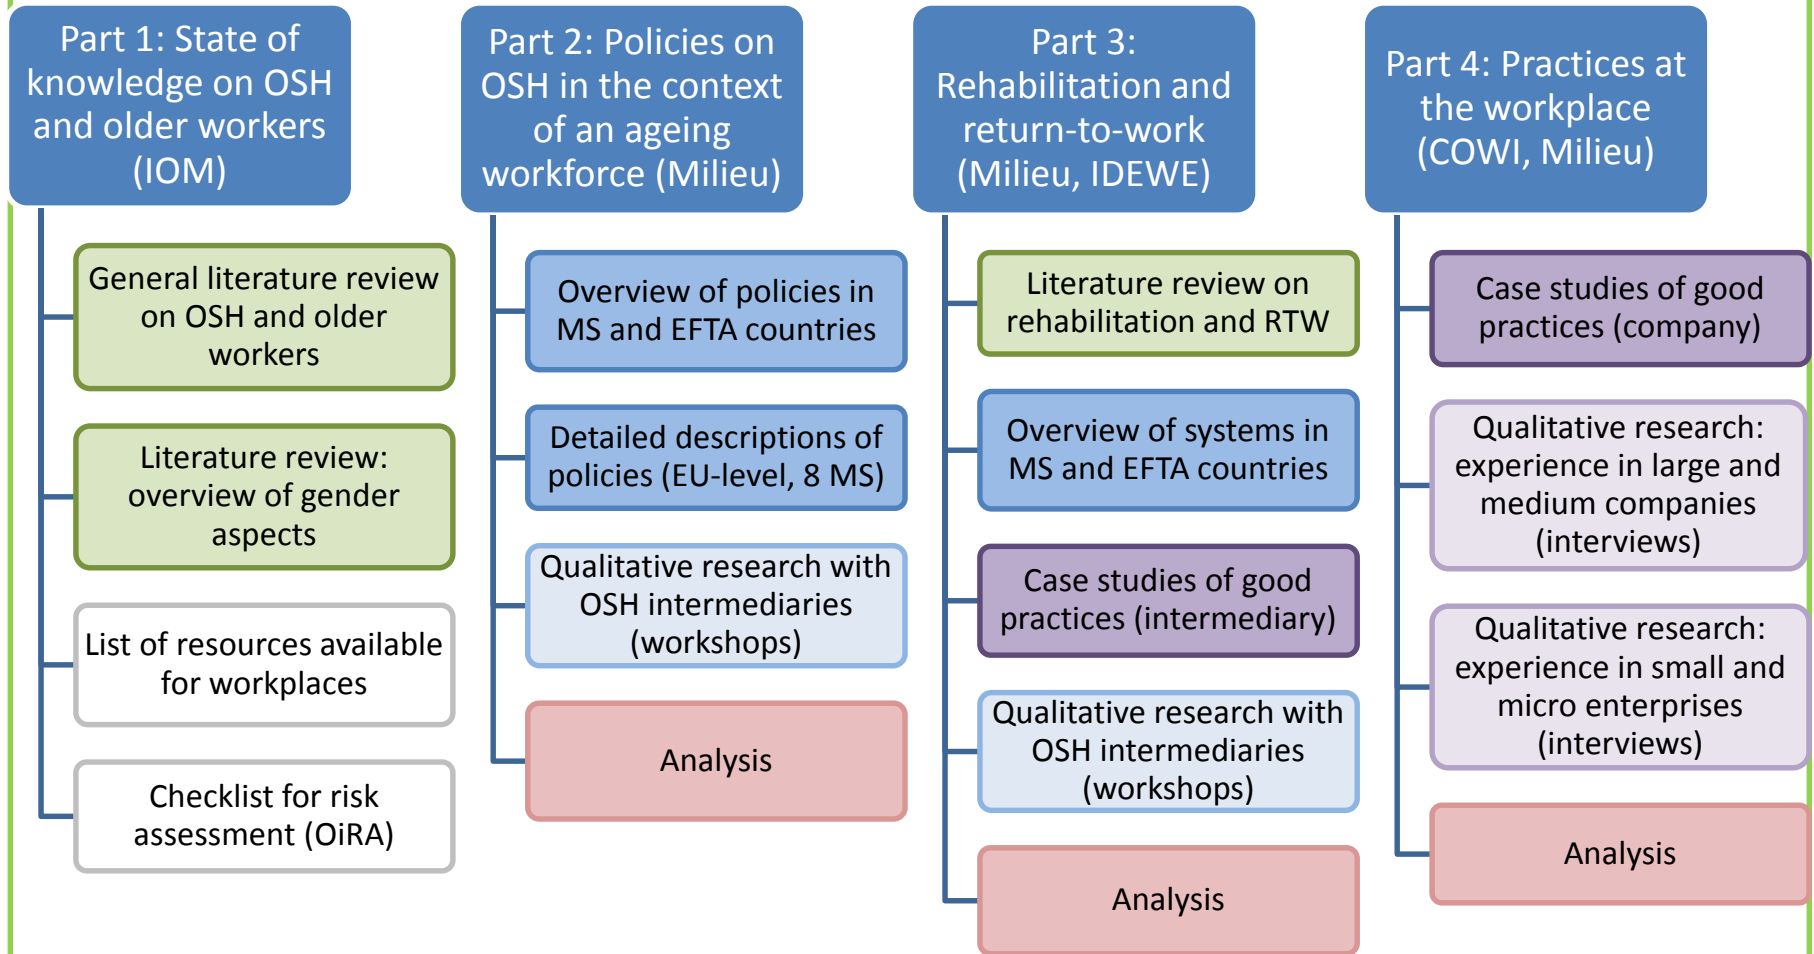 Part 1: State of
knowledge on OSH
and older workers
(IOM)
General literature review
on OSH and older
workers
Literature review:
overview of gender
aspects
List of resources available
for workplaces
Checklist for risk
assessment (OiRA)
Part 2: Policies on
OSH in the context
of an ageing
workforce (Milieu)
Overview of policies in
MS and EFTA countries
Detailed descriptions of
policies (EU-level, 8 MS)
Qualitative research with
OSH intermediaries
(workshops)
Analysis
Part 3:
Rehabilitation and
return-to-work
(Milieu, IDEWE)
Literature review on
rehabilitation and RTW
Overview of systems in
MS and EFTA countries
Case studies of good
practices (intermediary)
Qualitative research with
OSH intermediaries
(workshops)
Analysis
Part 4: Practices at
the workplace
(COWI, Milieu)
Case studies of good
practices (company)
Qualitative research:
experience in large and
medium companies
(interviews)
Qualitative research:
experience in small and
micro enterprises
(interviews)
Analysis